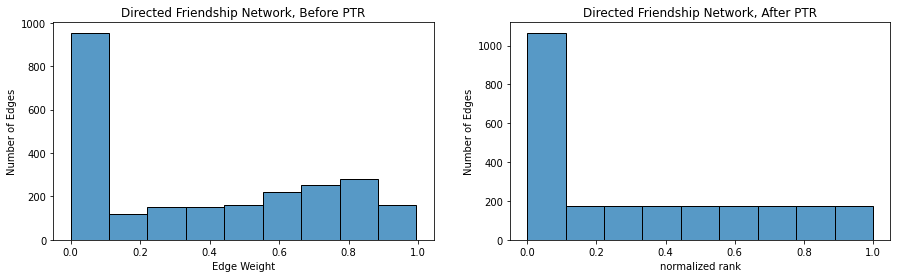 Directed Friendship Network, Before PTR
Number of Edges
1000
800
600
400
200
0
0.0 0.2 0.4 0.6 0.8 1.0
Edge Weight
Directed Friendship Network, After PTR
Number of Edges
1000
800
600
400
200
0
0.0 0.2 0.4 0.6 0.8 1.0
normalized rank